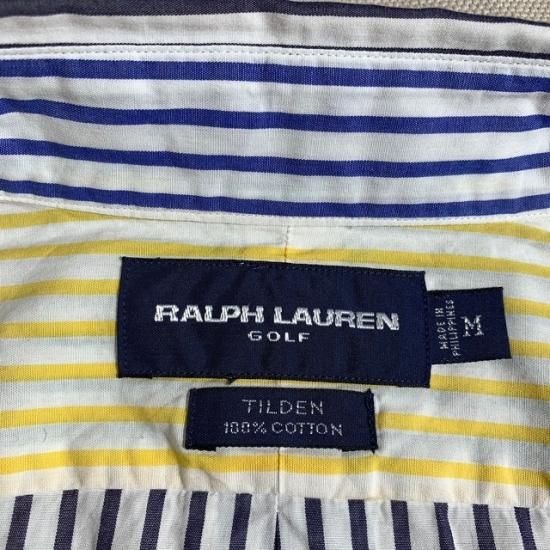 RALPH LAUREN
GOLF
MADE IN
PHILIPPINES
M
TILDEN
100% COTTON